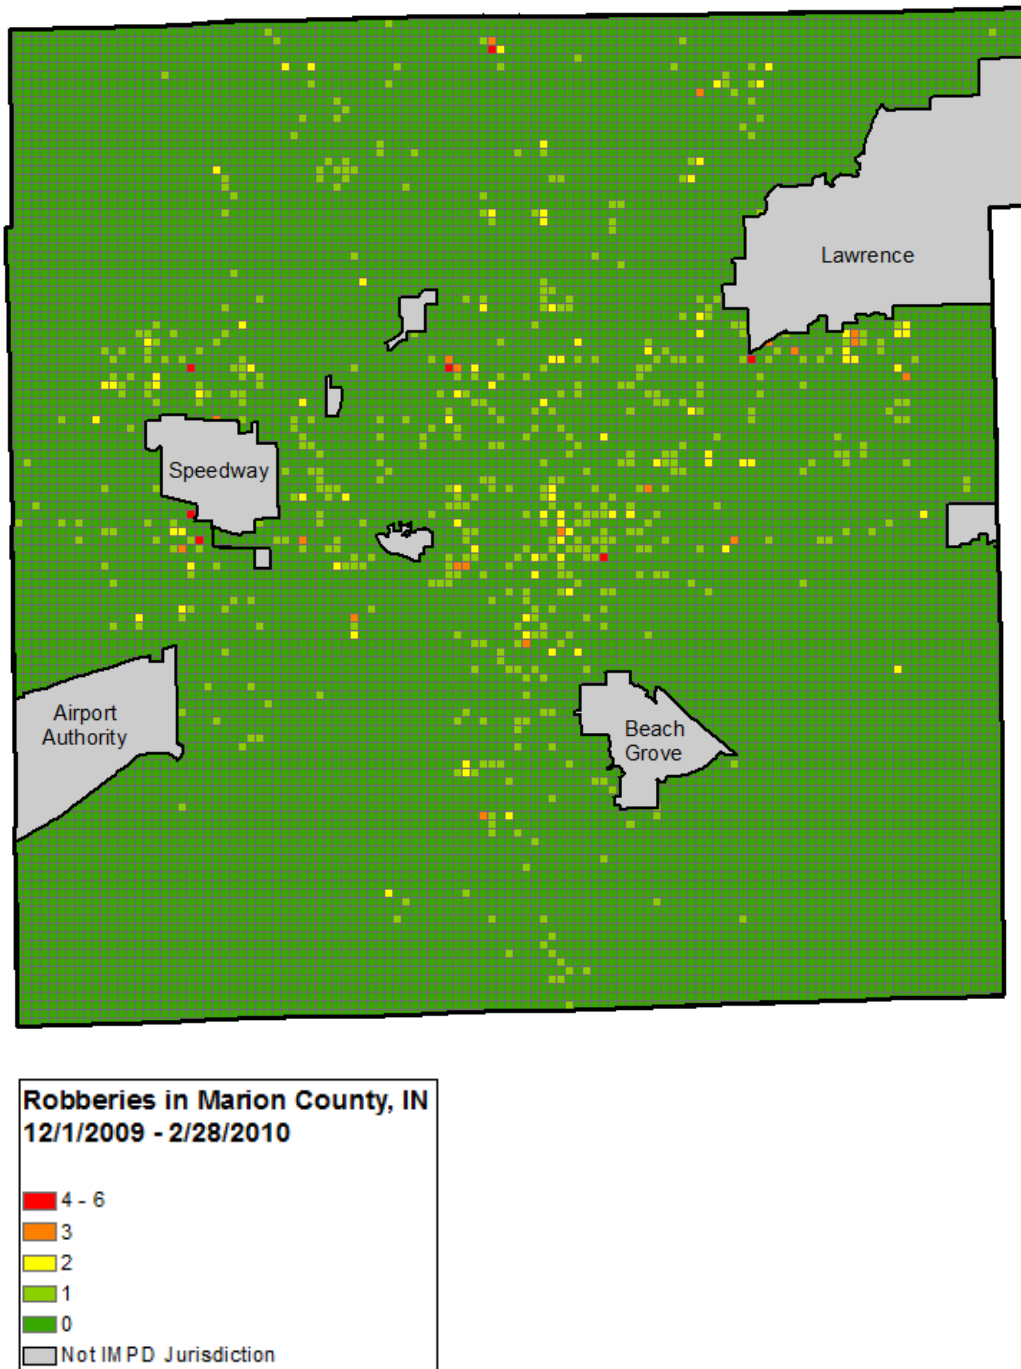 Lawrence
Speedway
Airport
Authority
Beach
Grove
Robberies in Marion County, IN
12/1/2009 - 2/28/2010
4 - 6
3
2
1
0
Not IMPD Jurisdiction